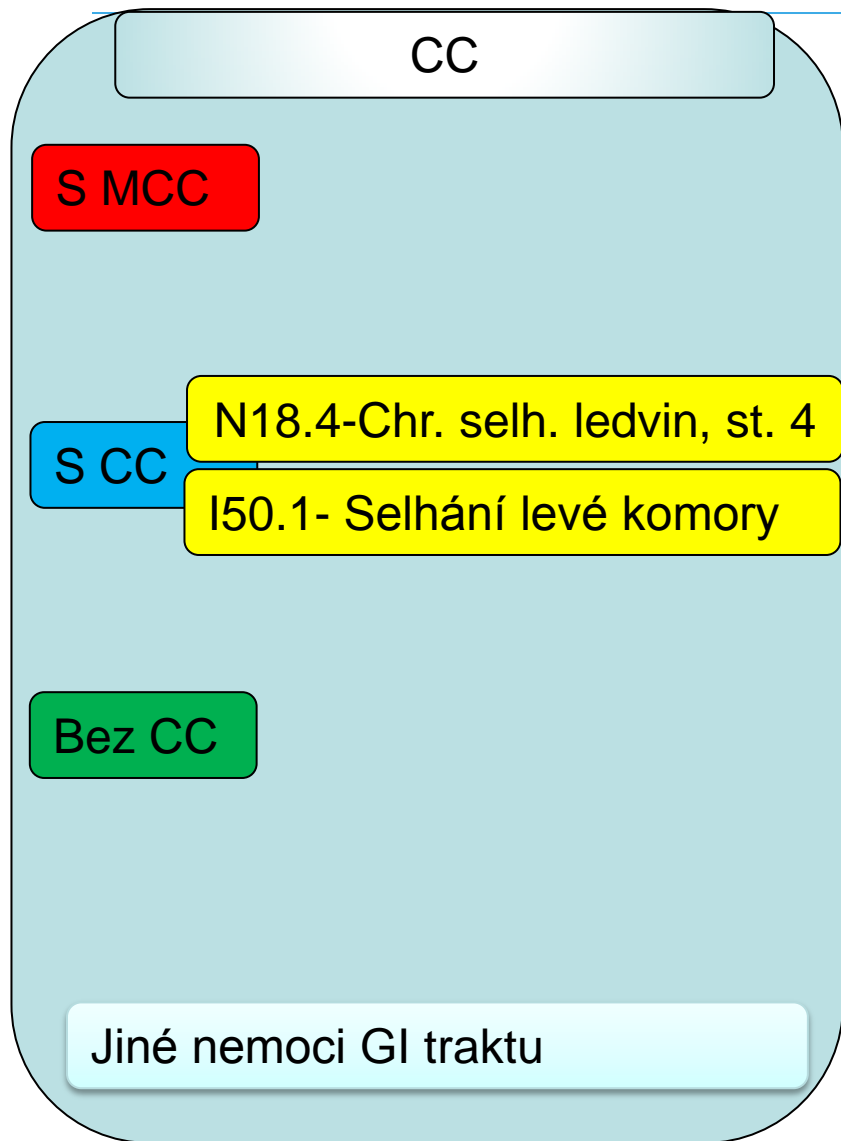 CC
S MCC
N18.4-Chr. selh. ledvin, st. 4
S CC
I50.1- Selhání levé komory
Bez CC
Jiné nemoci GI traktu